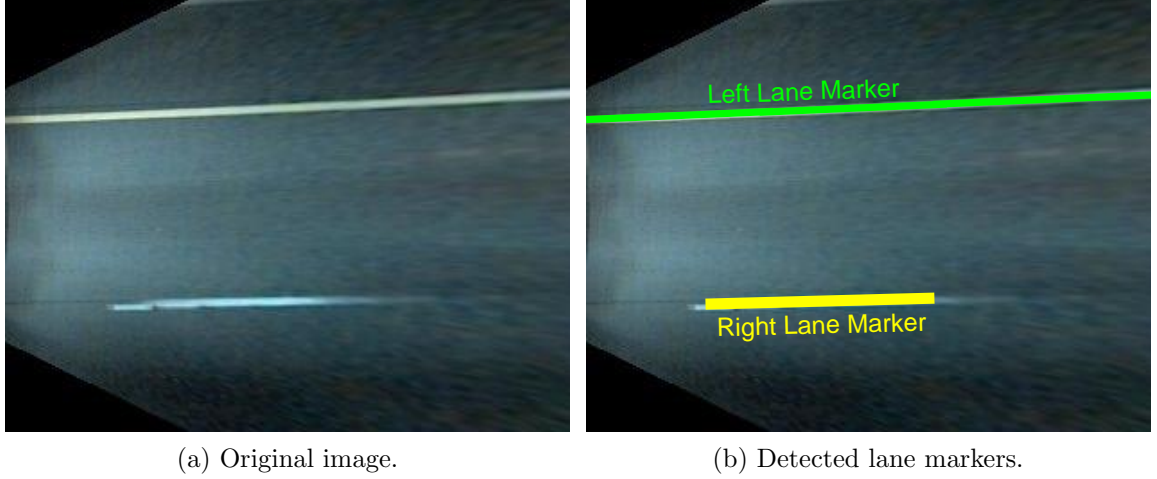 Left Lane Marker
Right Lane Marker
(a) Original image.
(b) Detected lane markers.